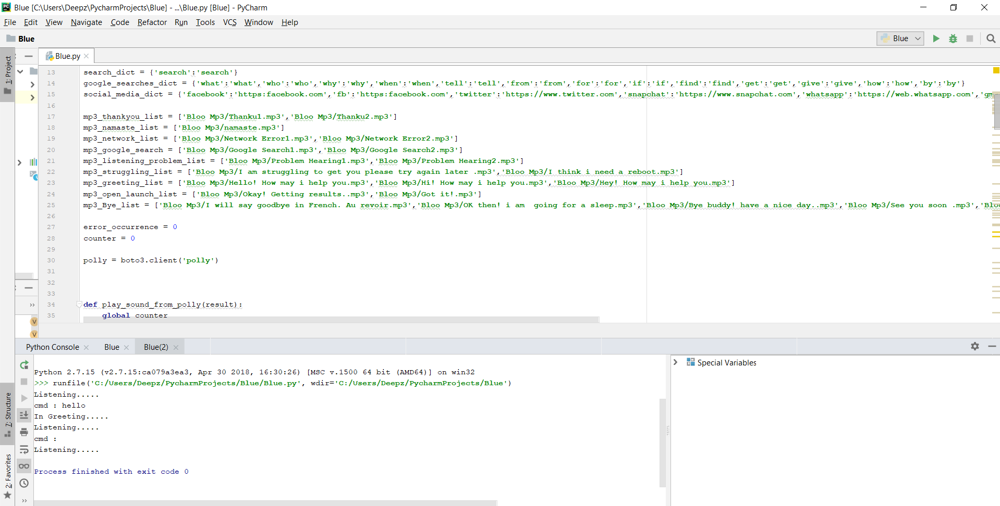 Blue [C:\Users\Deepz\PycharmProjects\Blue] - ...\Blue.py [Blue] - PyCharm
File Edit View Navigate Code Refactor Run Tools VCS Window Help
Blue
Blue
1: Project
Blue.py
13 search_dict = {'search':'search'}
14 google_searches_dict = {'what':'what','who':'who','why':'why','when':'when','tell':'tell','from':'from','for':'for','if':'if','find':'find','get':'get','give':'give','how':'how','by':'by'}
15 social_media_dict = {'facebook':'https:facebook.com','fb':'https:facebook.com','twitter':'https://www.twitter.com','snapchat':'https://www.snapchat.com','whatsapp':'https://web.whatsapp.com','gm
16
17 mp3_thankyou_list = ['Bloo Mp3/Thanku1.mp3','Bloo Mp3/Thanku2.mp3']
18 mp3_namaste_list = ['Bloo Mp3/namaste.mp3']
19 mp3_network_list = ['Bloo Mp3/Network Error1.mp3','Bloo Mp3/Network Error2.mp3']
20 mp3_google_search = ['Bloo Mp3/Google Search1.mp3','Bloo Mp3/Google Search2.mp3']
21 mp3_listening_problem_list = ['Bloo Mp3/Problem Hearing1.mp3','Bloo Mp3/Problem Hearing2.mp3']
22 mp3_struggling_list = ['Bloo Mp3/I am struggling to get you please try again later .mp3','Bloo Mp3/I think i need a reboot.mp3']
23 mp3_greeting_list = ['Bloo Mp3/Hello! How may i help you.mp3','Bloo Mp3/Hi! How may i help you.mp3','Bloo Mp3/Hey! How may i help you.mp3']
24 mp3_open_launch_list = ['Bloo Mp3/Okay! Getting results..mp3','Bloo Mp3/Got it!.mp3']
25 mp3_Bye_list = ['Bloo Mp3/I will say goodbye in French. Au revoir.mp3','Bloo Mp3/OK then! i am  going for a sleep.mp3','Bloo Mp3/Bye buddy! have a nice day..mp3','Bloo Mp3/See you soon .mp3','Bloo
26
27 error_occurrence = 0
28 counter = 0
29
30 polly = boto3.client('polly')
31
32
33
34 def play_sound_from_polly(result):
35 global counter
V
V
Python Console Blue Blue(2)
Special Variables
Python 2.7.15 (v2.7.15:ca079a3ea3, Apr 30 2018, 16:30:26) [MSC v.1500 64 bit (AMD64)] on win32
>>> runfile('C:/Users/Deepz/PycharmProjects/Blue/Blue.py', wdir='C:/Users/Deepz/PycharmProjects/Blue')
Listening.....
cmd : hello
In Greeting.....
Listening.....
cmd :
Listening.....
Process finished with exit code 0
7: Structure
2: Favorites